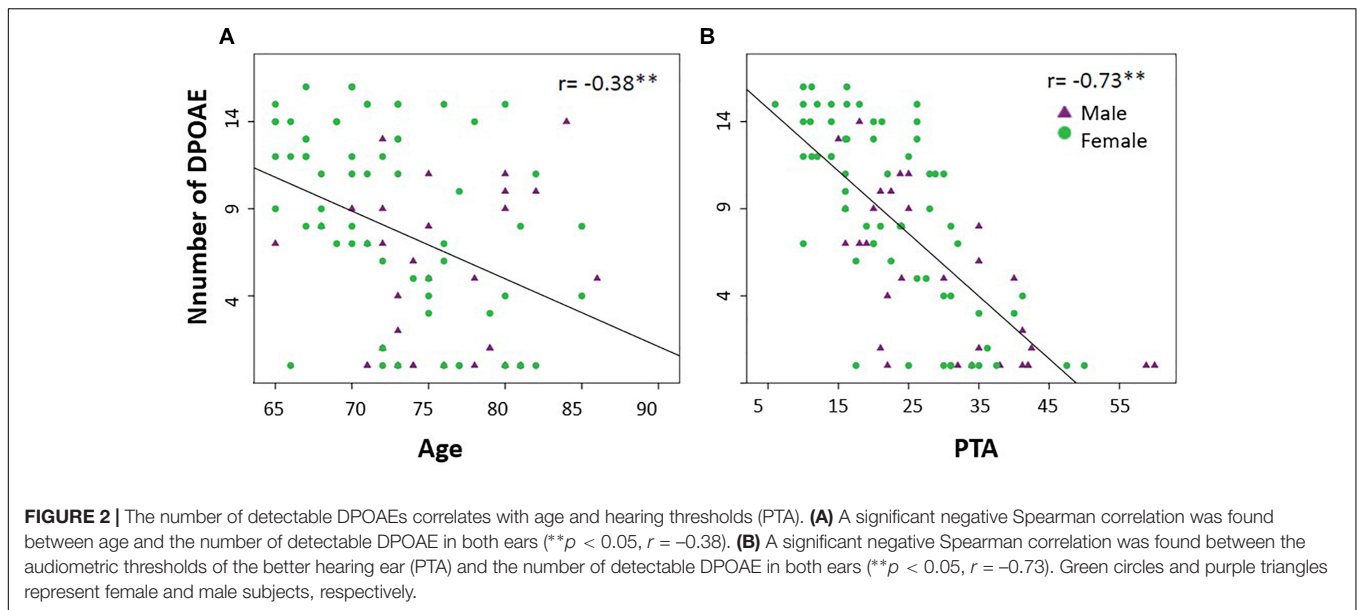 A
B
r= -0.38**
r= -0.73**
Male
Female
Nnumber of DPOAE
14
9
4
65 70 75 80 85 90
Age
14
9
4
5 15 25 35 45 55
PTA
FIGURE 2 | The number of detectable DPOAEs correlates with age and hearing thresholds (PTA). (A) A significant negative Spearman correlation was found
between age and the number of detectable DPOAE in both ears (**p < 0.05, r = –0.38). (B) A significant negative Spearman correlation was found between the
audiometric thresholds of the better hearing ear (PTA) and the number of detectable DPOAE in both ears (**p < 0.05, r = –0.73). Green circles and purple triangles
represent female and male subjects, respectively.